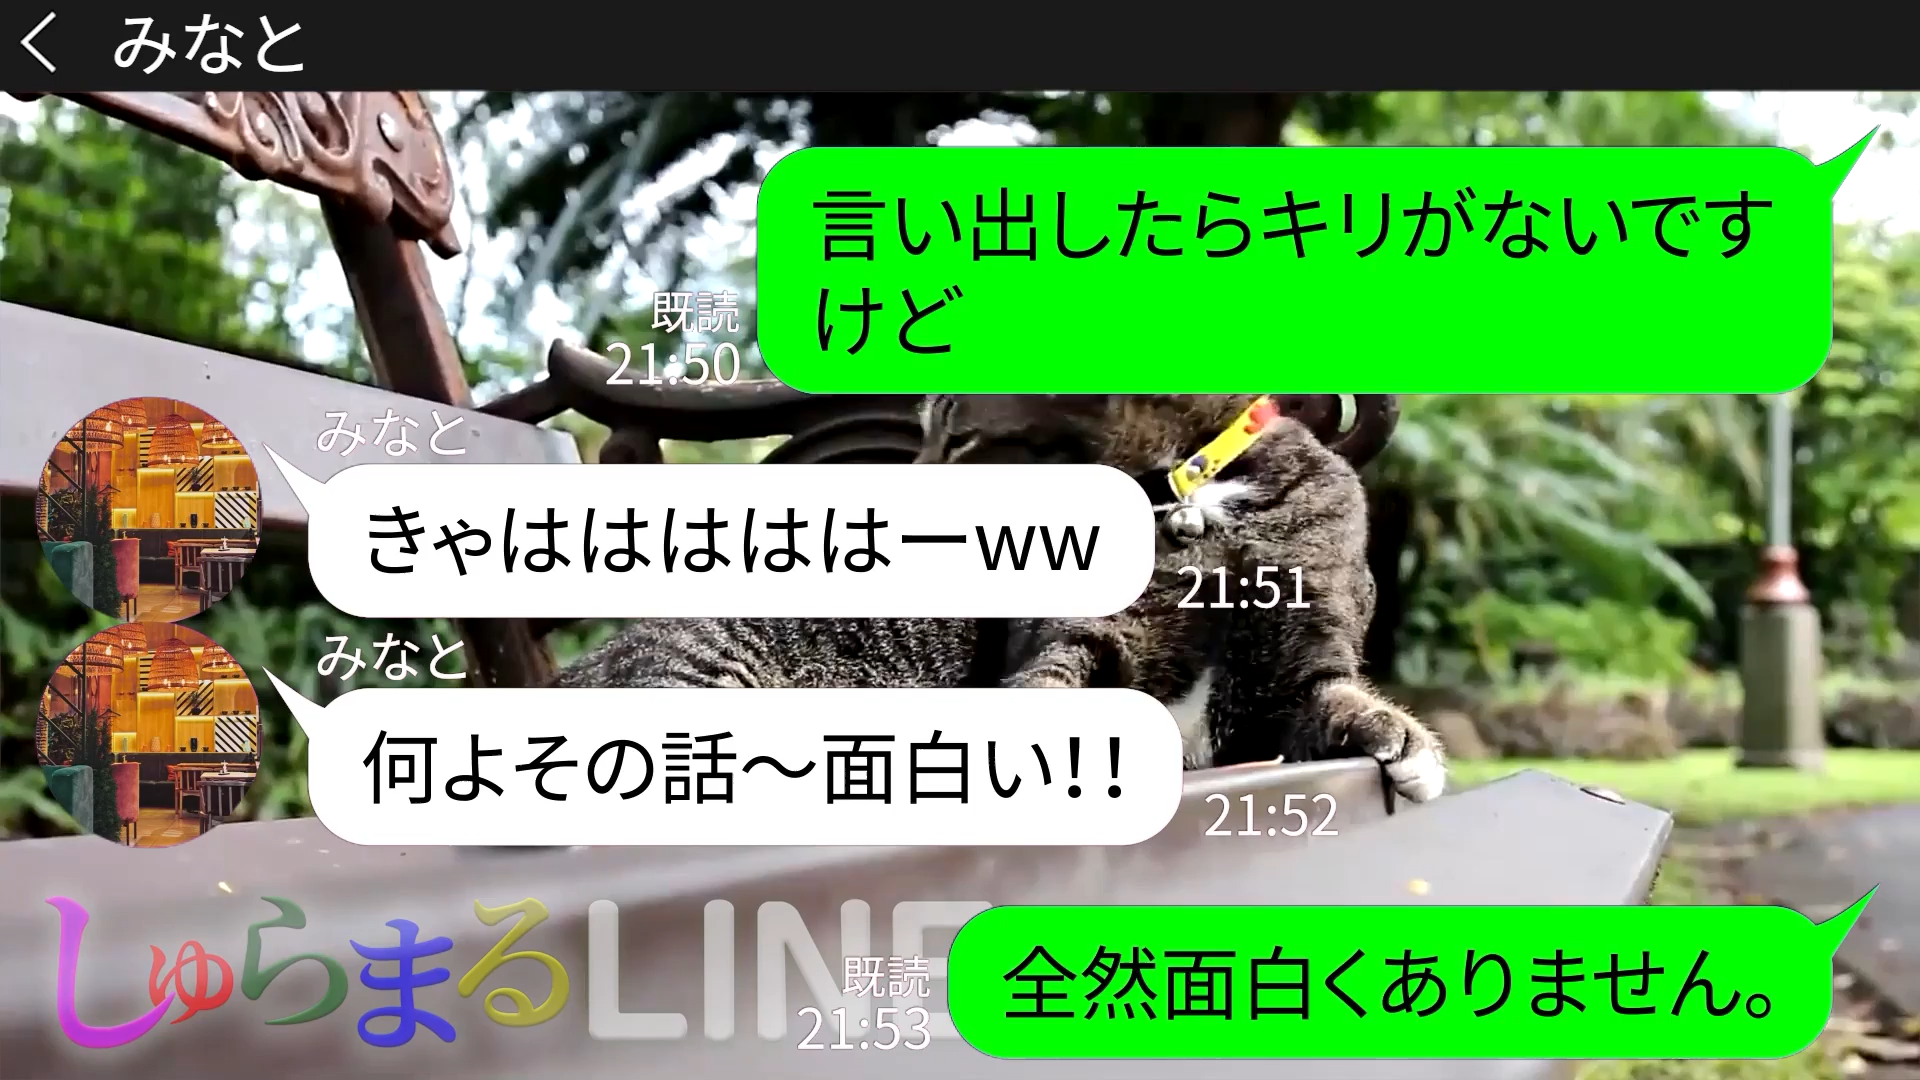 みなと
言い出したらキリがないです
けど
既読
21:50
みなと
きゃはははははーww
21:51
みなと
何よその話～面白い！！
21:52
しゅらまるLINE
全然面白くありません。
既読
21:53